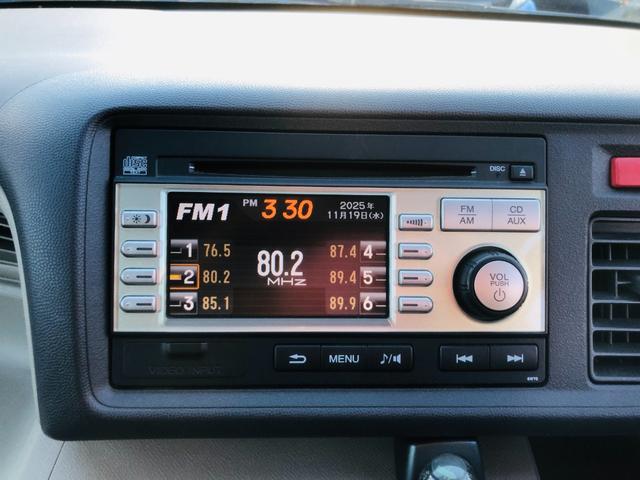 DISC
FM1
PM 3 30
2025年
11月19日(水)
FM
AM
CD
AUX
1 76.5
2 80.2
3 85.1
80.2
MHz
87.4 4
89.4 5
89.9 6
VOL
PUSH
VIDEO INPUT
MENU